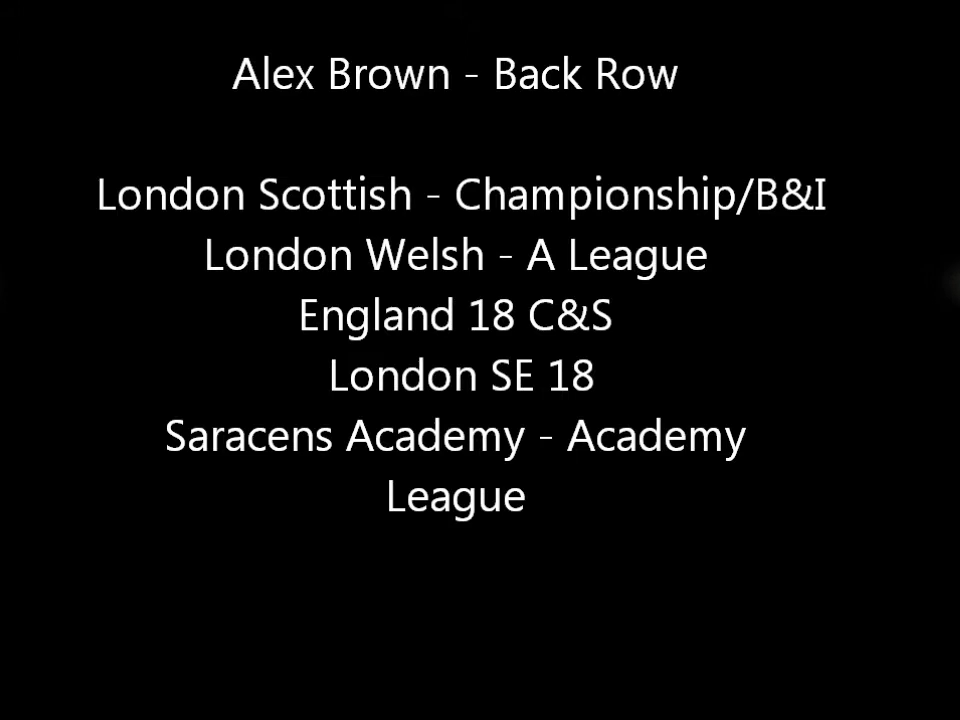 Alex Brown - Back Row
London Scottish - Championship/B&I
London Welsh - A League
England 18 C&S
London SE 18
Saracens Academy - Academy
League